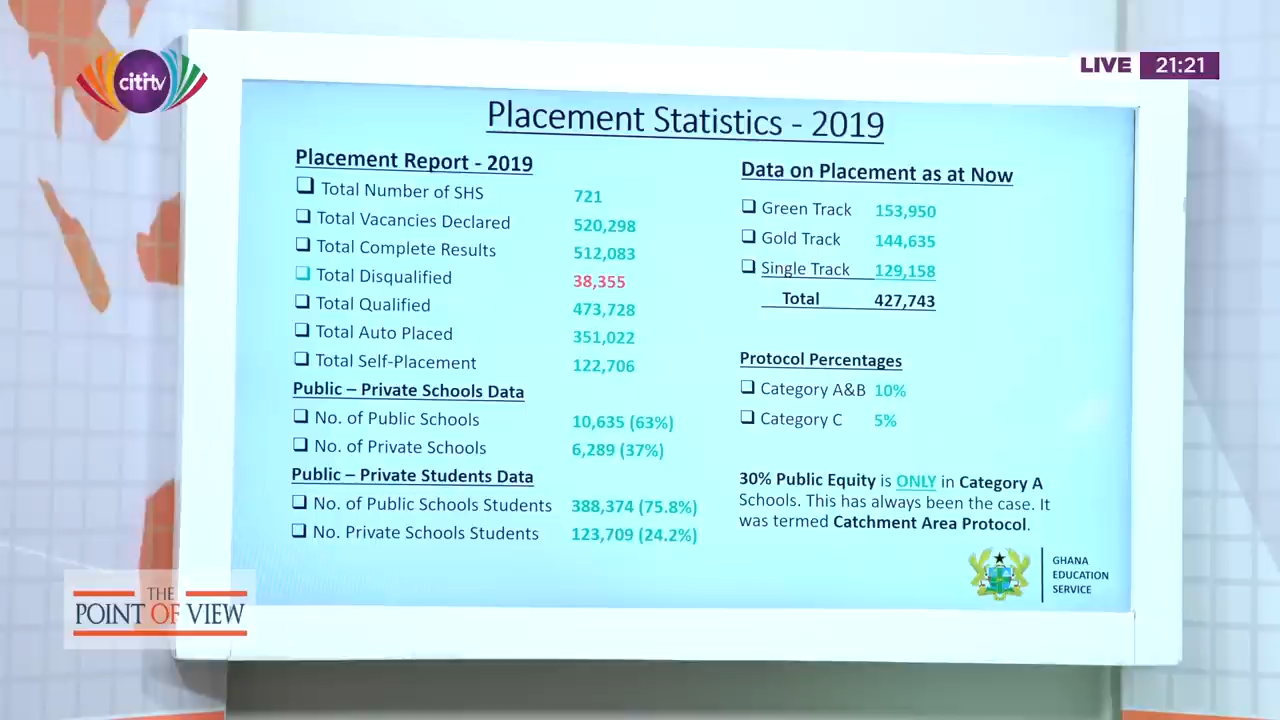 cititv
LIVE 21:21
Placement Statistics - 2019
Placement Report - 2019
Total Number of SHS 721
Total Vacancies Declared 520,298
Total Complete Results 512,083
Total Disqualified 38,355
Total Qualified 473,728
Total Auto Placed 351,022
Total Self-Placement 122,706
Public – Private Schools Data
No. of Public Schools 10,635 (63%)
No. of Private Schools 6,289 (37%)
Public – Private Students Data
No. of Public Schools Students 388,374 (75.8%)
No. Private Schools Students 123,709 (24.2%)
Data on Placement as at Now
Green Track 153,950
Gold Track 144,635
Single Track 129,158
Total 427,743
Protocol Percentages
Category A&B 10%
Category C 5%
30% Public Equity is ONLY in Category A
Schools. This has always been the case. It
was termed Catchment Area Protocol.
GHANA
EDUCATION
SERVICE
THE
POINT OF VIEW